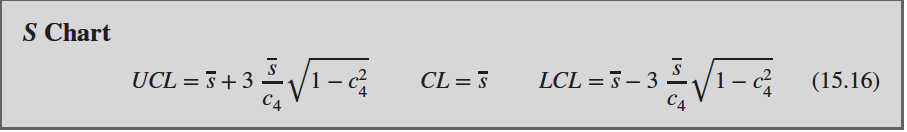 S Chart
UCL = s̅ + 3 s̅/c₄ √(1 − c₄²) CL = s̅ LCL = s̅ − 3 s̅/c₄ √(1 − c₄²) (15.16)